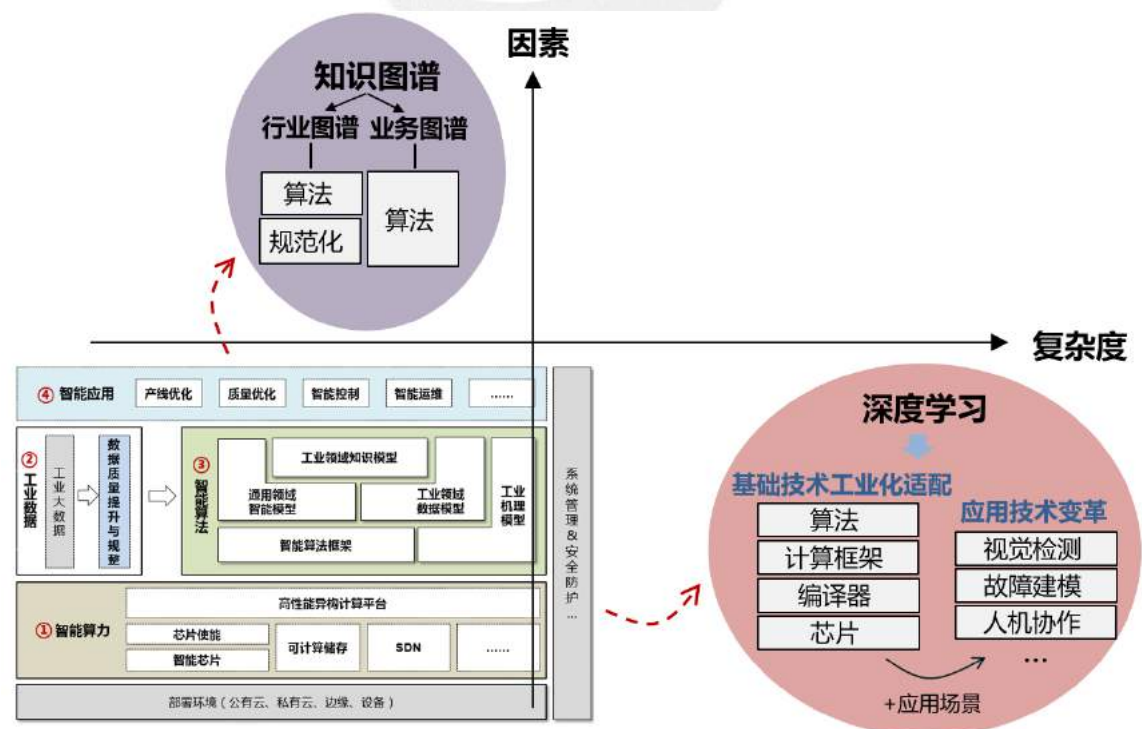 因素
知识图谱
行业图谱 业务图谱
算法
规范化
算法
复杂度
④ 智能应用
产线优化
质量优化
智能控制
智能运维
......
② 工业数据
工业大数据
数据质量提升与规整
③ 智能算法
工业领域知识模型
通用领域
智能模型
工业领域
数据模型
工业
机理
模型
智能算法框架
① 智能算力
高性能异构计算平台
芯片使能
智能芯片
可计算储存
SDN
......
部署环境（公有云、私有云、边缘、设备）
系统管理&安全防护...
深度学习
基础技术工业化适配
算法
计算框架
编译器
芯片
应用技术变革
视觉检测
故障建模
人机协作
...
+应用场景